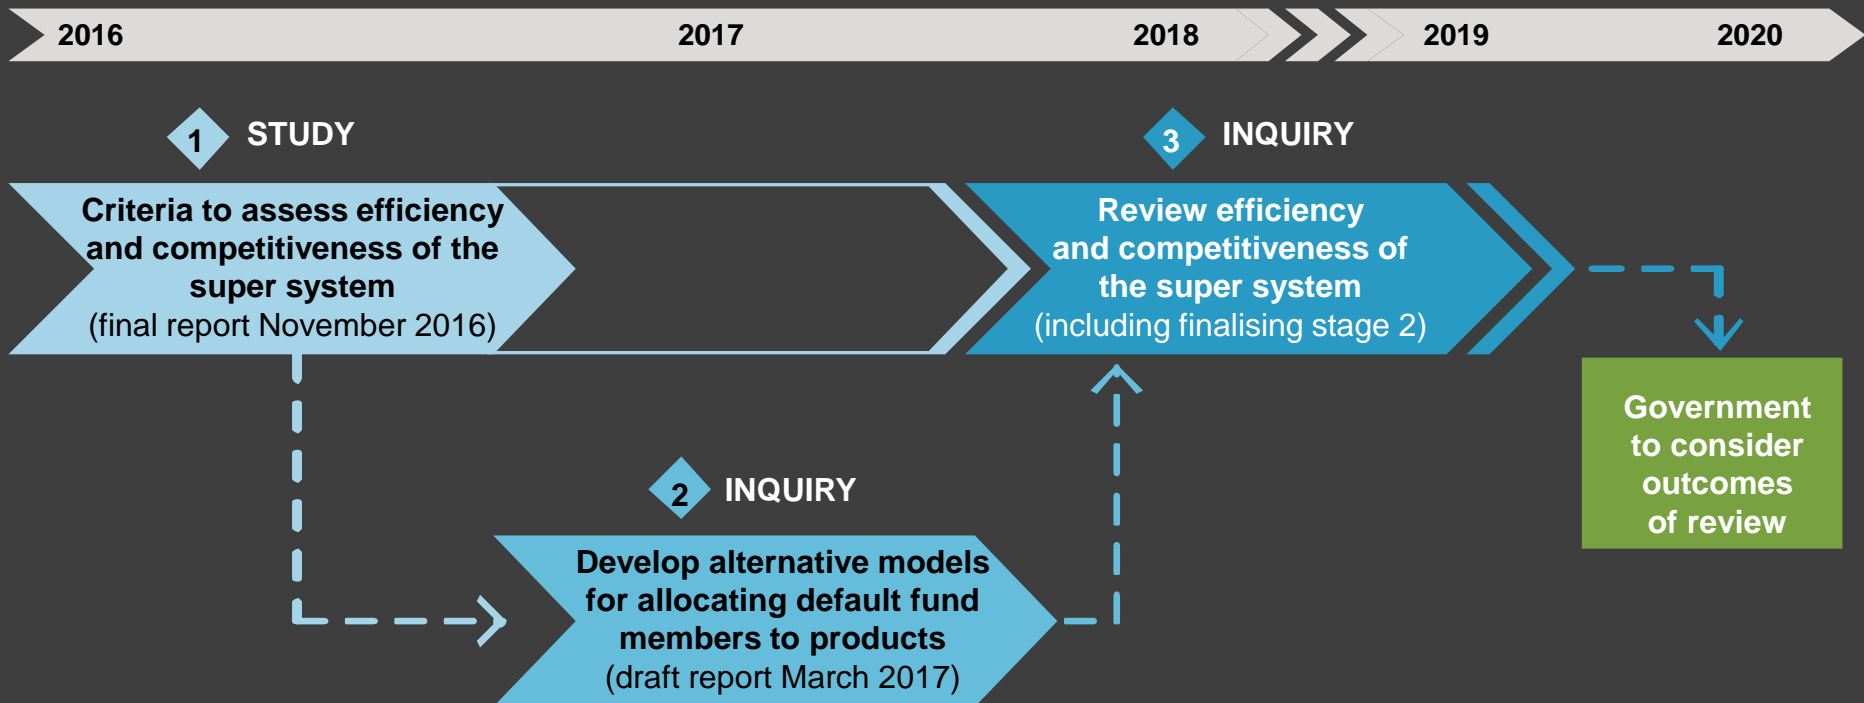 2016 2017 2018 2019 2020
1 STUDY
Criteria to assess efficiency
and competitiveness of the
super system
(final report November 2016)
2 INQUIRY
Develop alternative models
for allocating default fund
members to products
(draft report March 2017)
3 INQUIRY
Review efficiency
and competitiveness of
the super system
(including finalising stage 2)
Government
to consider
outcomes
of review